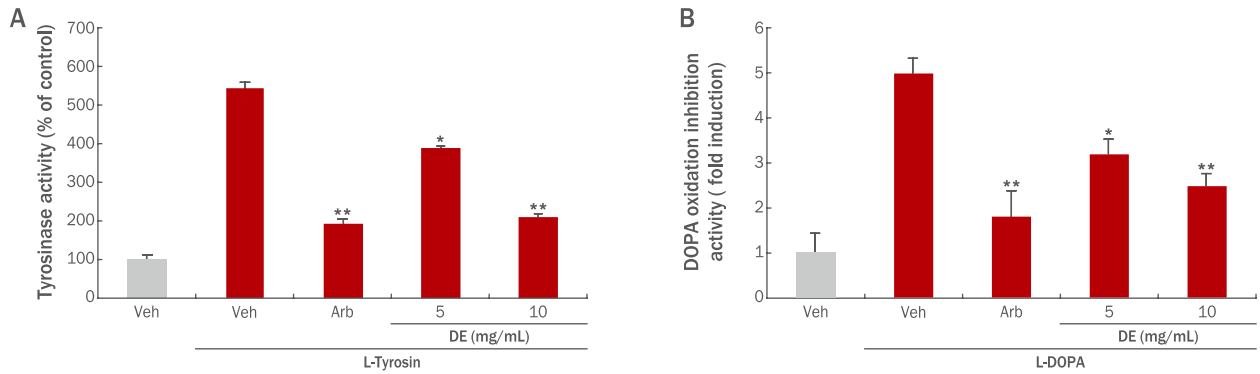 A
Tyrosinase activity (% of control)
700
600
500
400
300
200
100
0
*
**
**
Veh
Veh
Arb
5
10
DE (mg/mL)
L-Tyrosin
B
DOPA oxidation inhibition
activity ( fold induction)
6
5
4
3
2
1
0
**
*
**
Veh
Veh
Arb
5
10
DE (mg/mL)
L-DOPA